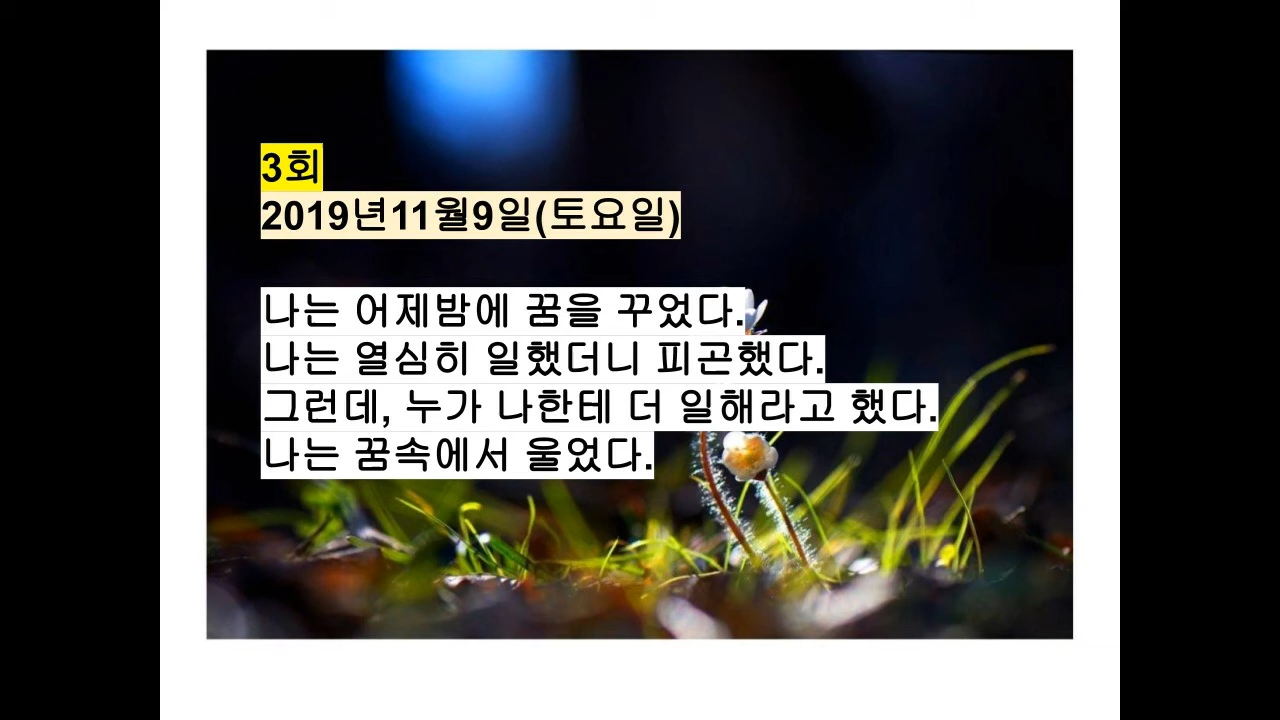 3회
2019년11월9일(토요일)
나는 어제밤에 꿈을 꾸었다.
나는 열심히 일했더니 피곤했다.
그런데, 누가 나한테 더 일해라고 했다.
나는 꿈속에서 울었다.